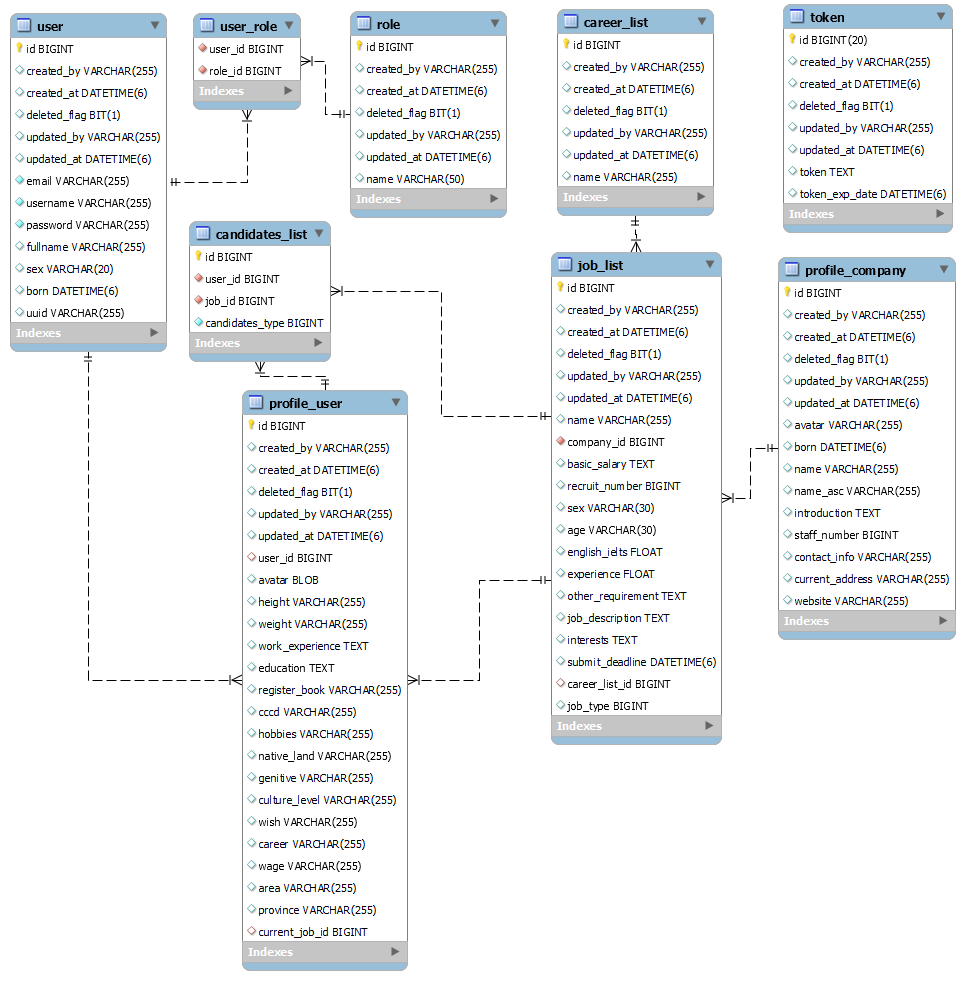 user
id BIGINT
created_by VARCHAR(255)
created_at DATETIME(6)
deleted_flag BIT(1)
updated_by VARCHAR(255)
updated_at DATETIME(6)
email VARCHAR(255)
username VARCHAR(255)
password VARCHAR(255)
fullname VARCHAR(255)
sex VARCHAR(20)
born DATETIME(6)
uuid VARCHAR(255)
Indexes
user_role
user_id BIGINT
role_id BIGINT
Indexes
role
id BIGINT
created_by VARCHAR(255)
created_at DATETIME(6)
deleted_flag BIT(1)
updated_by VARCHAR(255)
updated_at DATETIME(6)
name VARCHAR(50)
Indexes
career_list
id BIGINT
created_by VARCHAR(255)
created_at DATETIME(6)
deleted_flag BIT(1)
updated_by VARCHAR(255)
updated_at DATETIME(6)
name VARCHAR(255)
Indexes
token
id BIGINT(20)
created_by VARCHAR(255)
created_at DATETIME(6)
deleted_flag BIT(1)
updated_by VARCHAR(255)
updated_at DATETIME(6)
token TEXT
token_exp_date DATETIME(6)
Indexes
candidates_list
id BIGINT
user_id BIGINT
job_id BIGINT
candidates_type BIGINT
Indexes
job_list
id BIGINT
created_by VARCHAR(255)
created_at DATETIME(6)
deleted_flag BIT(1)
updated_by VARCHAR(255)
updated_at DATETIME(6)
name VARCHAR(255)
company_id BIGINT
basic_salary TEXT
recruit_number BIGINT
sex VARCHAR(30)
age VARCHAR(30)
english_ielts FLOAT
experience FLOAT
other_requirement TEXT
job_description TEXT
interests TEXT
submit_deadline DATETIME(6)
career_list_id BIGINT
job_type BIGINT
Indexes
profile_company
id BIGINT
created_by VARCHAR(255)
created_at DATETIME(6)
deleted_flag BIT(1)
updated_by VARCHAR(255)
updated_at DATETIME(6)
avatar VARCHAR(255)
born DATETIME(6)
name VARCHAR(255)
name_asc VARCHAR(255)
introduction TEXT
staff_number BIGINT
contact_info VARCHAR(255)
current_address VARCHAR(255)
website VARCHAR(255)
Indexes
profile_user
id BIGINT
created_by VARCHAR(255)
created_at DATETIME(6)
deleted_flag BIT(1)
updated_by VARCHAR(255)
updated_at DATETIME(6)
user_id BIGINT
avatar BLOB
height VARCHAR(255)
weight VARCHAR(255)
work_experience TEXT
education TEXT
register_book VARCHAR(255)
cccd VARCHAR(255)
hobbies VARCHAR(255)
native_land VARCHAR(255)
genitive VARCHAR(255)
culture_level VARCHAR(255)
wish VARCHAR(255)
career VARCHAR(255)
wage VARCHAR(255)
area VARCHAR(255)
province VARCHAR(255)
current_job_id BIGINT
Indexes